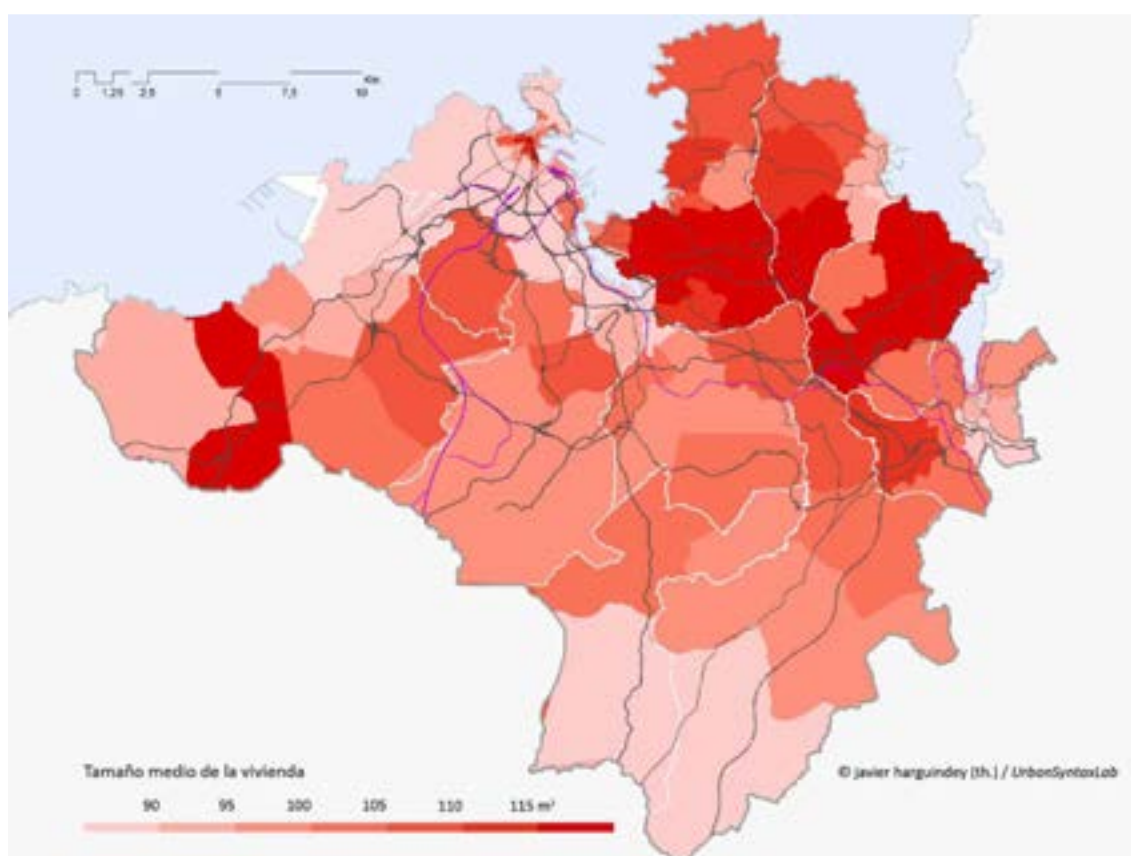 Km
0 1,25 2,5 5 7,5 10
Tamaño medio de la vivienda
© javier harguindey [th.] / UrbanSyntaxLab
90 95 100 105 110 115 m²